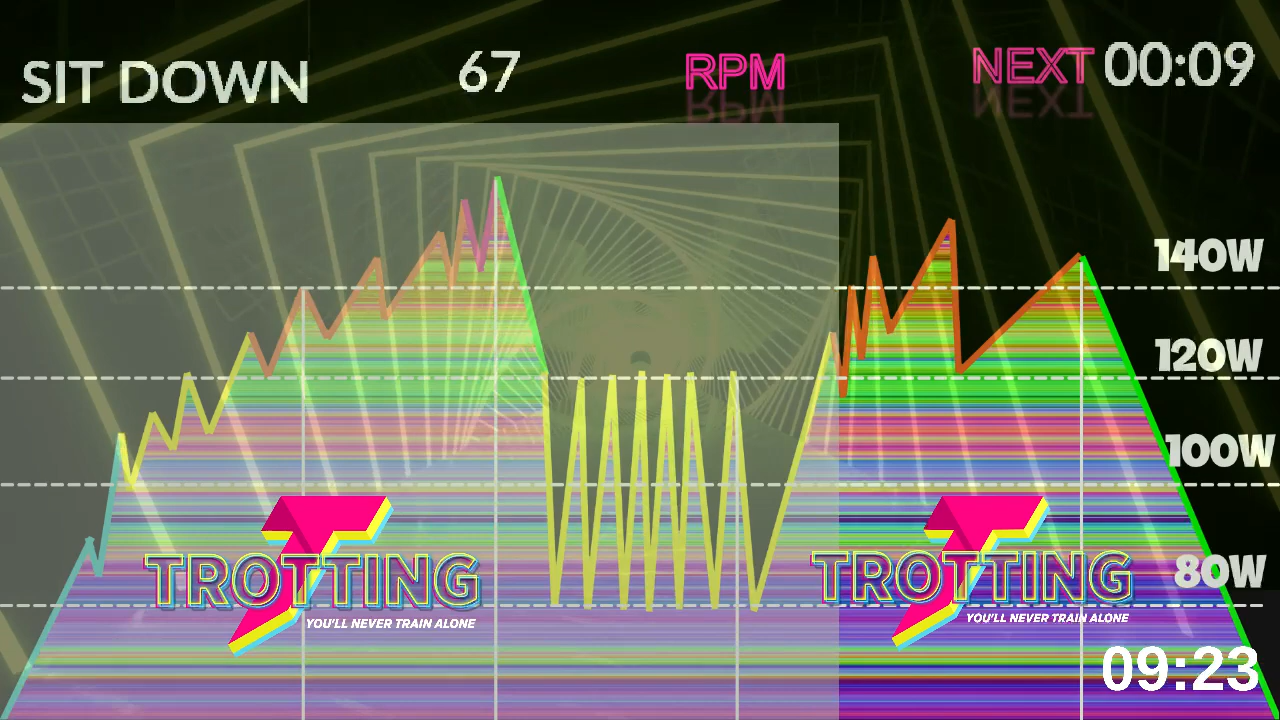 SIT DOWN 67 RPM NEXT 00:09
140W
120W
100W
80W
TROTTING
YOU'LL NEVER TRAIN ALONE
TROTTING
YOU'LL NEVER TRAIN ALONE
09:23